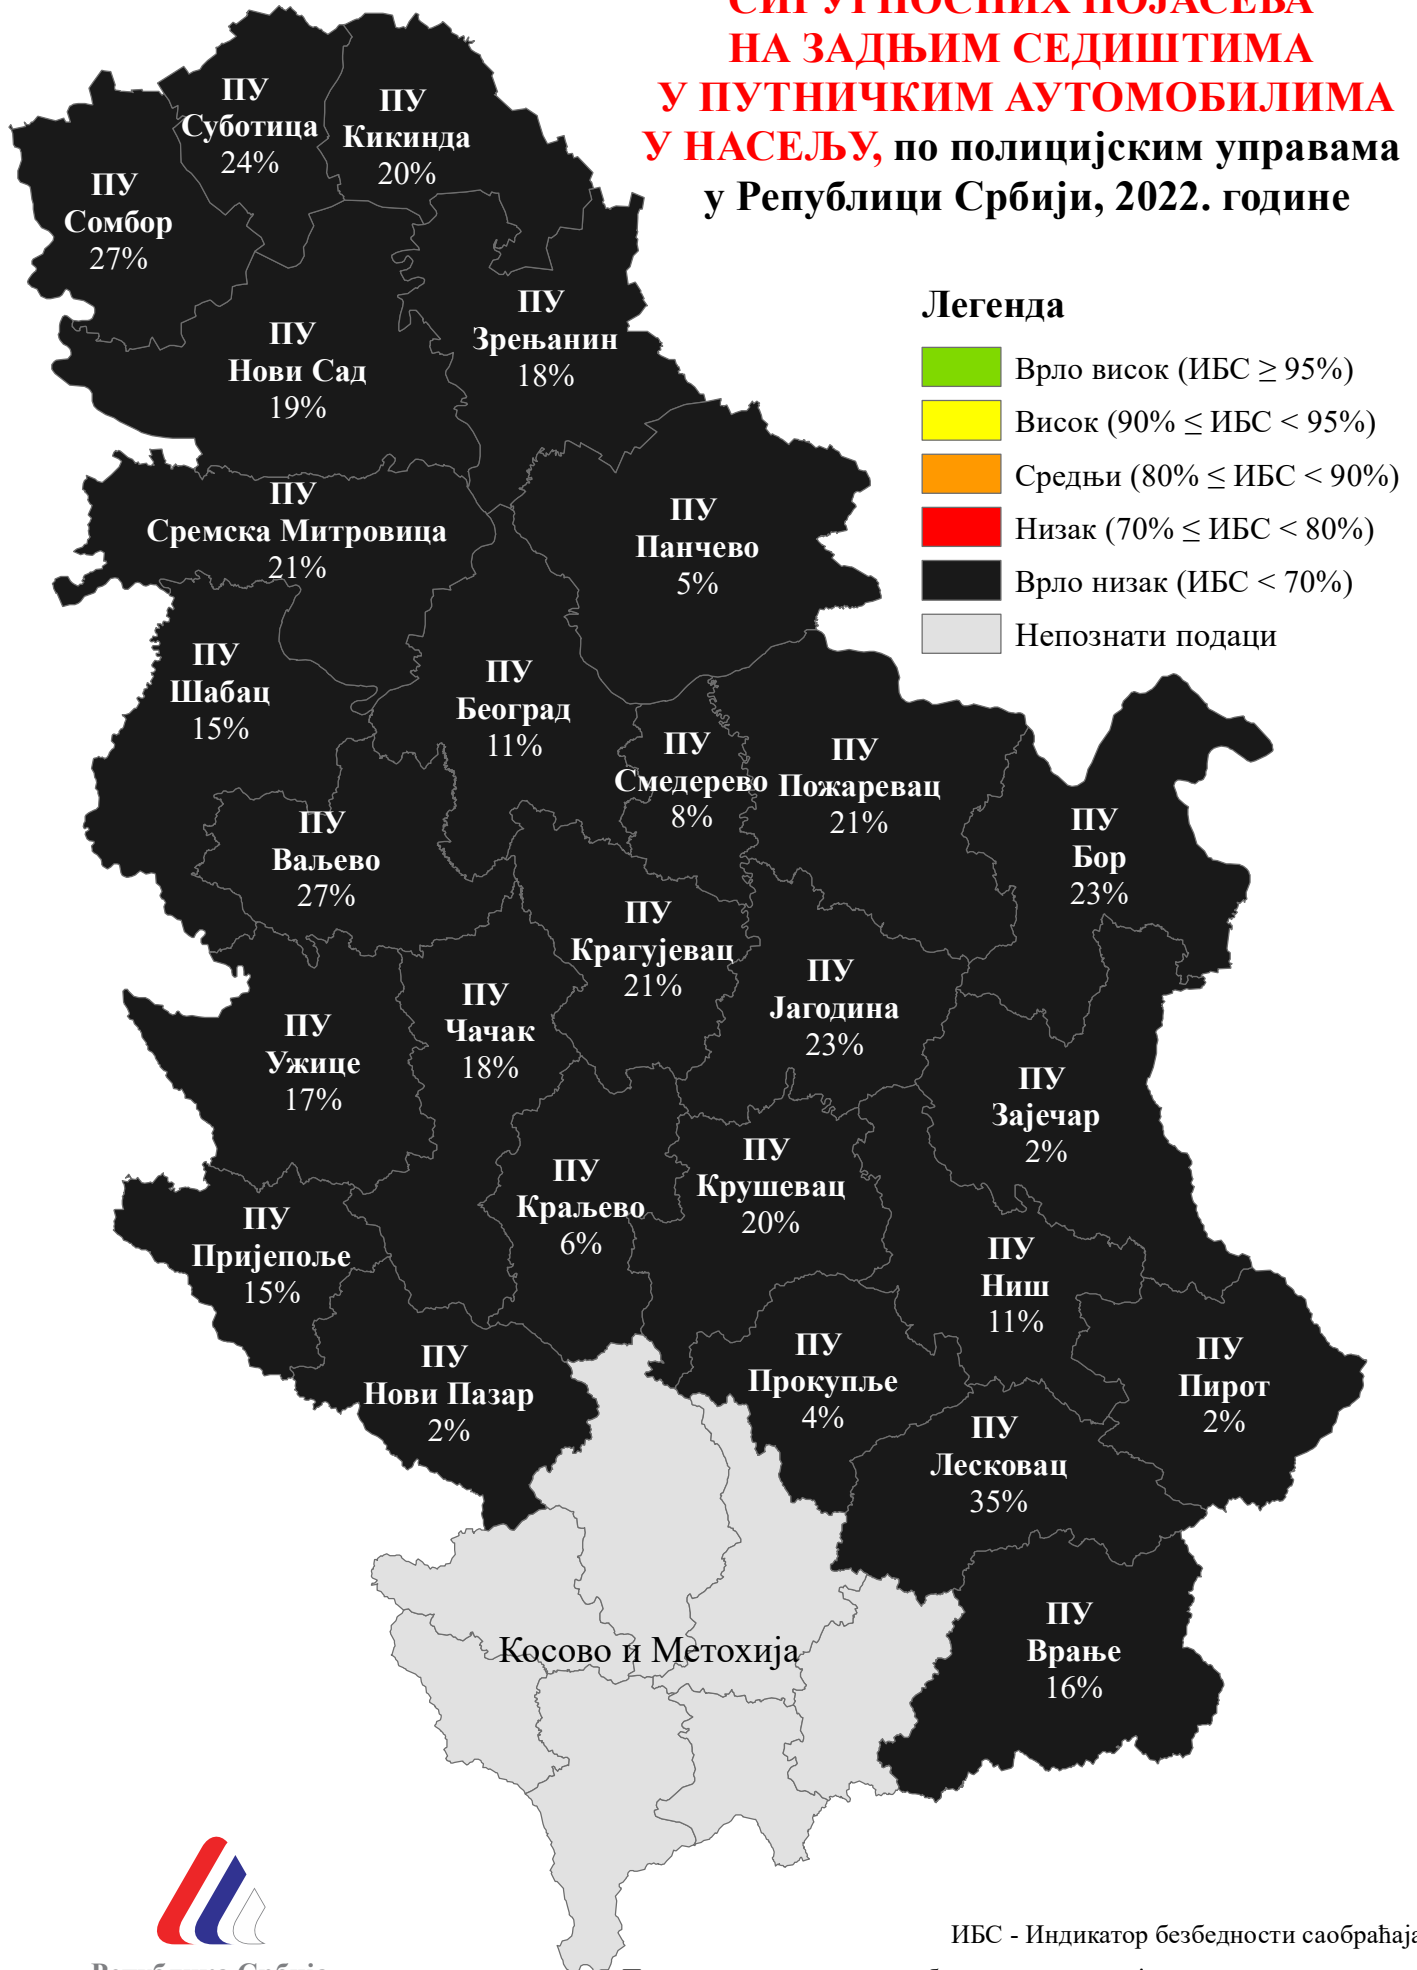 СИГУРНОСНИХ ПОЈАСЕВА
НА ЗАДЊИМ СЕДИШТИМА
У ПУТНИЧКИМ АУТОМОБИЛИМА
У НАСЕЉУ, по полицијским управама
у Републици Србији, 2022. године
Легенда
Врло висок (ИБС ≥ 95%)
Висок (90% ≤ ИБС < 95%)
Средњи (80% ≤ ИБС < 90%)
Низак (70% ≤ ИБС < 80%)
Врло низак (ИБС < 70%)
Непознати подаци
ПУ
Суботица
24%
ПУ
Кикинда
20%
ПУ
Сомбор
27%
ПУ
Зрењанин
18%
ПУ
Нови Сад
19%
ПУ
Сремска Митровица
21%
ПУ
Панчево
5%
ПУ
Шабац
15%
ПУ
Београд
11%
ПУ
Смедерево
8%
ПУ
Пожаревац
21%
ПУ
Бор
23%
ПУ
Ваљево
27%
ПУ
Крагујевац
21%
ПУ
Јагодина
23%
ПУ
Чачак
18%
ПУ
Ужице
17%
ПУ
Зајечар
2%
ПУ
Крушевац
20%
ПУ
Краљево
6%
ПУ
Пријепоље
15%
ПУ
Ниш
11%
ПУ
Прокупље
4%
ПУ
Пирот
2%
ПУ
Нови Пазар
2%
ПУ
Лесковац
35%
ПУ
Врање
16%
Косово и Метохија
ИБС - Индикатор безбедности саобраћаја
Република Србија